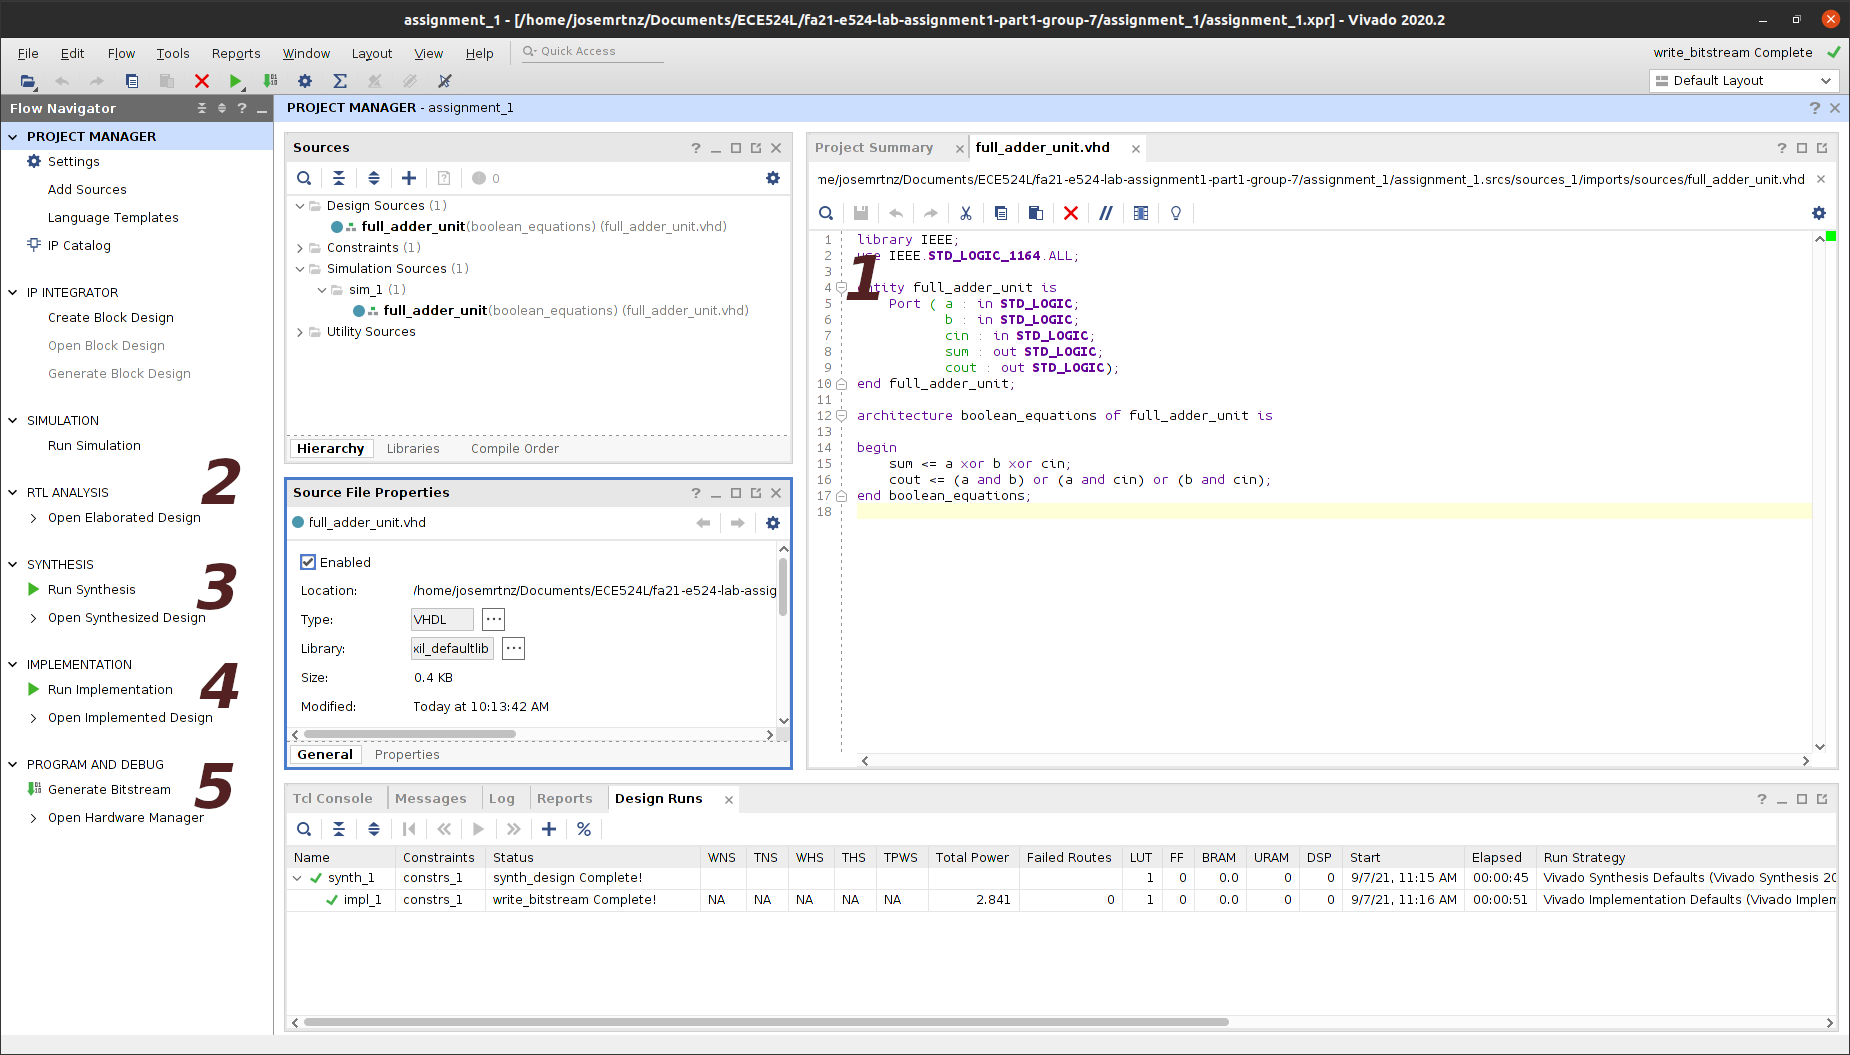 assignment_1 - [/home/josemrtnz/Documents/ECE524L/fa21-e524-lab-assignment1-part1-group-7/assignment_1/assignment_1.xpr] - Vivado 2020.2
File Edit Flow Tools Reports Window Layout View Help Quick Access write_bitstream Complete
Default Layout
Flow Navigator
PROJECT MANAGER
Settings
Add Sources
Language Templates
IP Catalog
IP INTEGRATOR
Create Block Design
Open Block Design
Generate Block Design
SIMULATION
Run Simulation
2
RTL ANALYSIS
Open Elaborated Design
SYNTHESIS
Run Synthesis
3
Open Synthesized Design
IMPLEMENTATION
Run Implementation
4
Open Implemented Design
PROGRAM AND DEBUG
Generate Bitstream
5
Open Hardware Manager
PROJECT MANAGER - assignment_1
Sources
0
Design Sources (1)
full_adder_unit(boolean_equations) (full_adder_unit.vhd)
Constraints (1)
Simulation Sources (1)
sim_1 (1)
full_adder_unit(boolean_equations) (full_adder_unit.vhd)
Utility Sources
Hierarchy Libraries Compile Order
Source File Properties
full_adder_unit.vhd
Enabled
Location: /home/josemrtnz/Documents/ECE524L/fa21-e524-lab-assig
Type: VHDL
Library: xil_defaultlib
Size: 0.4 KB
Modified: Today at 10:13:42 AM
General Properties
Project Summary full_adder_unit.vhd
me/josemrtnz/Documents/ECE524L/fa21-e524-lab-assignment1-part1-group-7/assignment_1/assignment_1.srcs/sources_1/imports/sources/full_adder_unit.vhd
1 library IEEE;
2 use IEEE.STD_LOGIC_1164.ALL;
1
3
4 entity full_adder_unit is
5 Port ( a : in STD_LOGIC;
6 b : in STD_LOGIC;
7 cin : in STD_LOGIC;
8 sum : out STD_LOGIC;
9 cout : out STD_LOGIC);
10 end full_adder_unit;
11
12 architecture boolean_equations of full_adder_unit is
13
14 begin
15 sum <= a xor b xor cin;
16 cout <= (a and b) or (a and cin) or (b and cin);
17 end boolean_equations;
18
Tcl Console Messages Log Reports Design Runs
Name Constraints Status WNS TNS WHS THS TPWS Total Power Failed Routes LUT FF BRAM URAM DSP Start Elapsed Run Strategy
synth_1 constrs_1 synth_design Complete! 1 0 0.0 0 0 9/7/21, 11:15 AM 00:00:45 Vivado Synthesis Defaults (Vivado Synthesis 20
impl_1 constrs_1 write_bitstream Complete! NA NA NA NA NA 2.841 0 1 0 0.0 0 0 9/7/21, 11:16 AM 00:00:51 Vivado Implementation Defaults (Vivado Implem